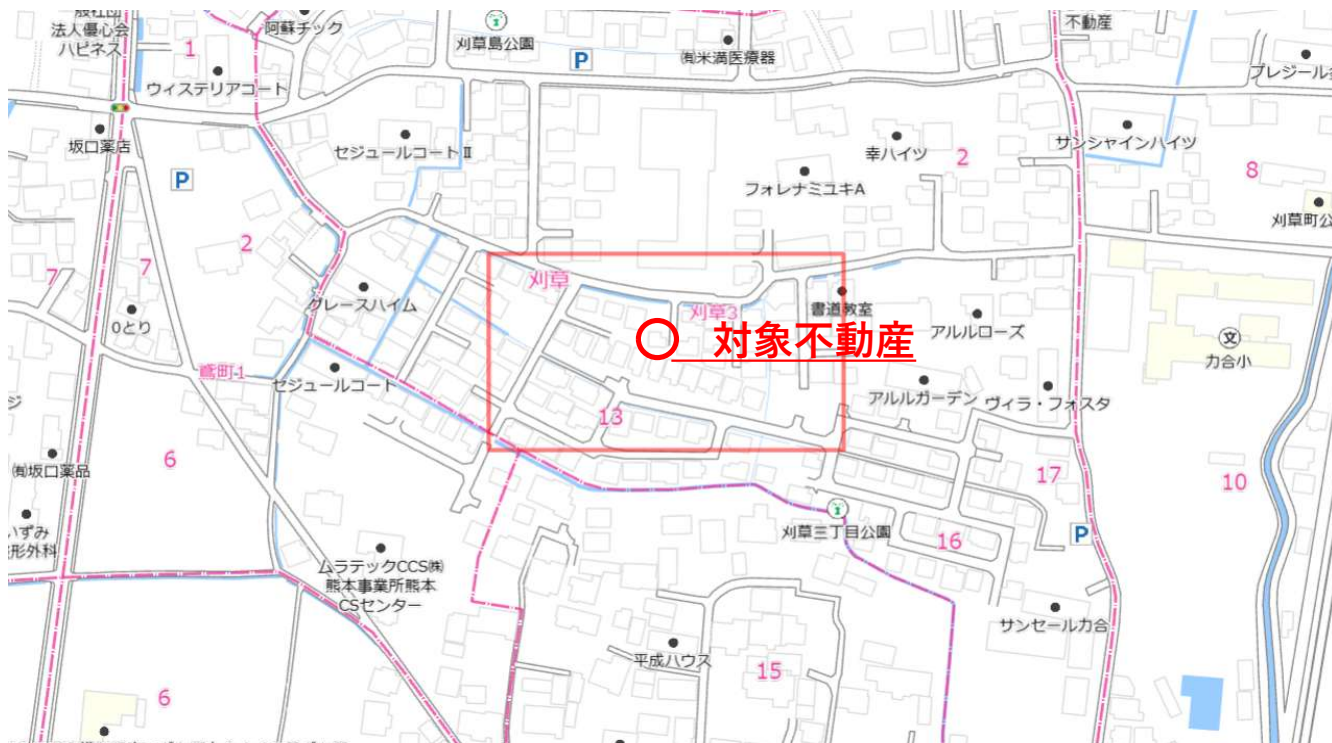 法人優心会
ハピネス
阿蘇チック
刈草島公園
P
㈲米満医療器
不動産
1
ウィステリアコート
プレジール
坂口薬店
セジュールコートⅡ
幸ハイツ
サンシャインハイツ
P
フォレナミユキA
2
8
刈草町公
2
7
7
グレースハイム
刈草
刈草3
書道教室
0とり
対象不動産
アルルローズ
文
力合小
鳶町1
セジュールコート
アルルガーデン
ヴィラ・フォスタ
ジ
13
㈲坂口薬品
6
17
10
いずみ
形外科
刈草三丁目公園
16
P
ムラテックCCS㈱
熊本事業所熊本
CSセンター
サンセール力合
平成ハウス
15
6